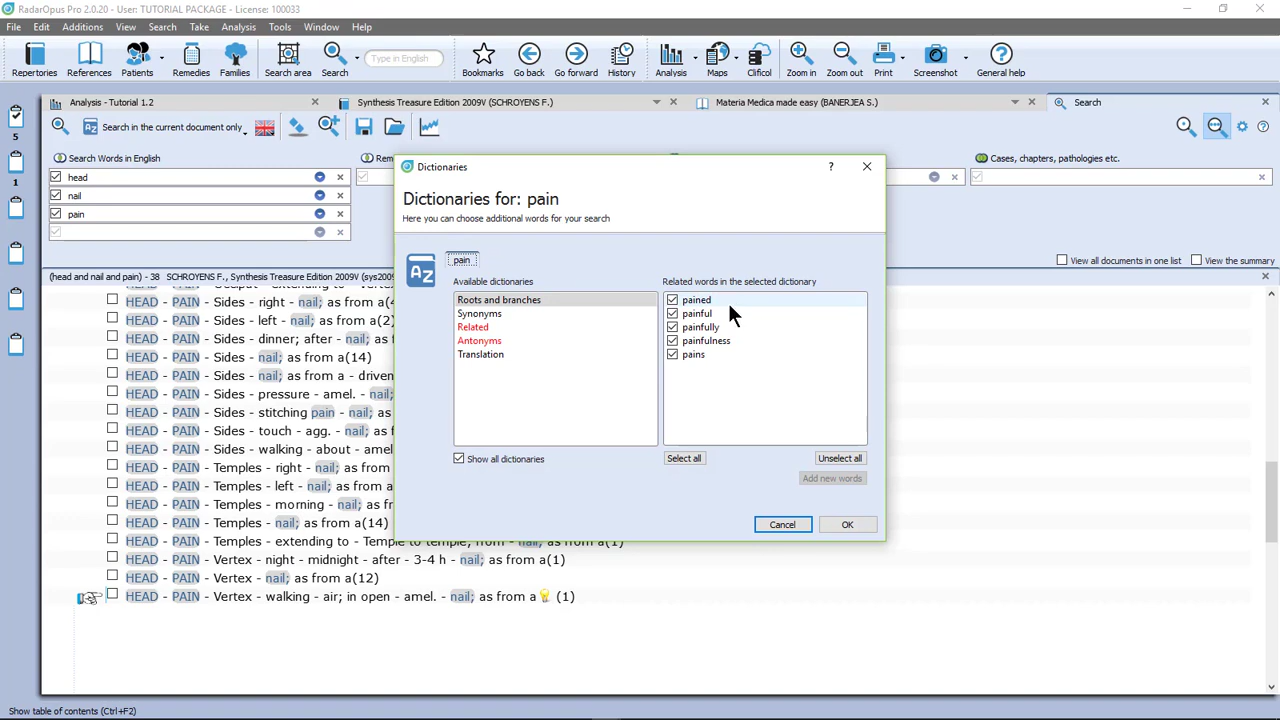 RadarOpus Pro 2.0.20 - User: TUTORIAL PACKAGE - License: 100033
File Edit Additions View Search Take Analysis Tools Window Help
Type in English
Repertories References Patients Remedies Families Search area Search Bookmarks Go back Go forward History Analysis Maps Clificol Zoom in Zoom out Print Screenshot General help
Analysis - Tutorial 1.2 Synthesis Treasure Edition 2009V (SCHROYENS F.) Materia Medica made easy (BANERJEA S.) Search
5
1
Search in the current document only
Search Words in English
Cases, chapters, pathologies etc.
head
nail
pain
View all documents in one list View the summary
(head and nail and pain) - 38 SCHROYENS F., Synthesis Treasure Edition 2009V
HEAD - PAIN - Sides - right - nail; as from a
HEAD - PAIN - Sides - left - nail; as from a(2)
HEAD - PAIN - Sides - dinner; after - nail; as
HEAD - PAIN - Sides - nail; as from a(14)
HEAD - PAIN - Sides - nail; as from a - driven
HEAD - PAIN - Sides - pressure - amel. - nail;
HEAD - PAIN - Sides - stitching pain - nail; as
HEAD - PAIN - Sides - touch - agg. - nail; as
HEAD - PAIN - Sides - walking - about - amel
HEAD - PAIN - Temples - right - nail; as from
HEAD - PAIN - Temples - left - nail; as from a
HEAD - PAIN - Temples - morning - nail; as
HEAD - PAIN - Temples - nail; as from a(14)
HEAD - PAIN - Temples - extending to - Temple to temple, from - nail; as from a(1)
HEAD - PAIN - Vertex - night - midnight - after - 3-4 h - nail; as from a(1)
HEAD - PAIN - Vertex - nail; as from a(12)
HEAD - PAIN - Vertex - walking - air; in open - amel. - nail; as from a (1)
Dictionaries
?
Dictionaries for: pain
Here you can choose additional words for your search
AZ
pain
Available dictionaries
Roots and branches
Synonyms
Related
Antonyms
Translation
Show all dictionaries
Related words in the selected dictionary
pained
painful
painfully
painfulness
pains
Select all Unselect all
Add new words
Cancel OK
Show table of contents (Ctrl+F2)